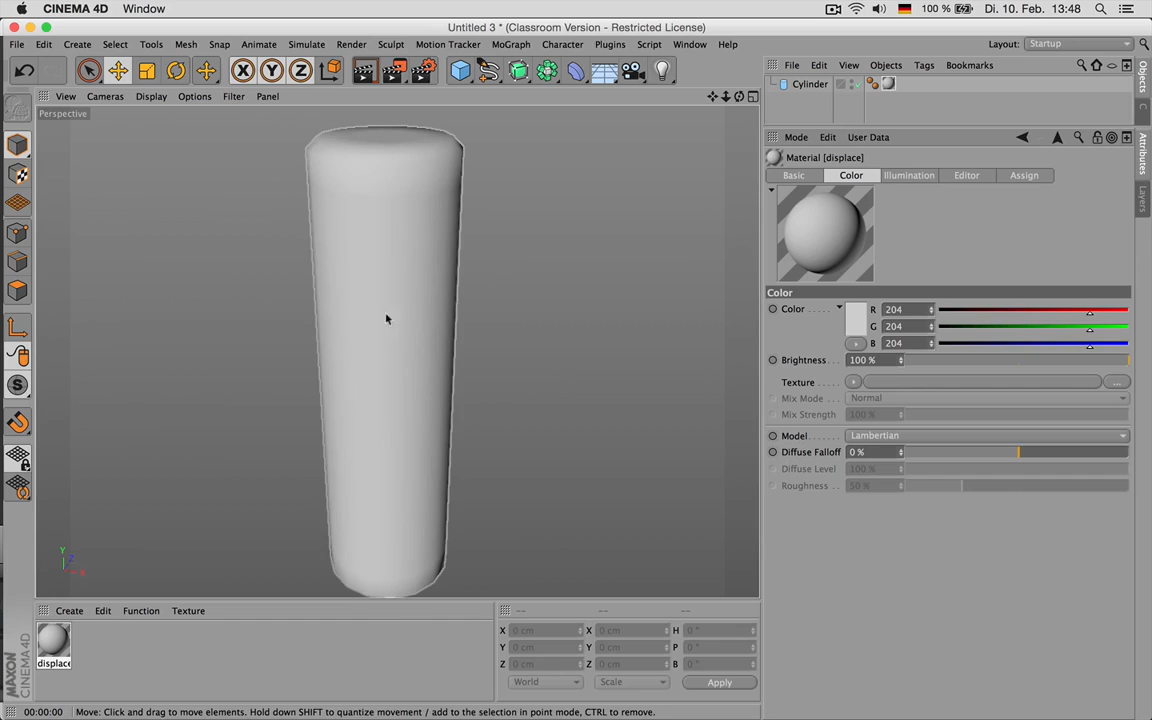 CINEMA 4D Window 100 % Di. 10. Feb. 13:48
Untitled 3 * (Classroom Version - Restricted License)
File Edit Create Select Tools Mesh Snap Animate Simulate Render Sculpt Motion Tracker MoGraph Character Plugins Script Window Help Layout: Startup
X Y Z
File Edit View Objects Tags Bookmarks
View Cameras Display Options Filter Panel
Cylinder
Perspective
Mode Edit User Data
Material [displace]
Basic Color Illumination Editor Assign
Color
Color R 204
G 204
B 204
Brightness 100 %
Texture ...
Mix Mode Normal
Mix Strength 100 %
Model Lambertian
Diffuse Falloff 0 %
Diffuse Level 100 %
Roughness 50 %
Objects
C
Attributes
Layers
S
Y
Z
X
Create Edit Function Texture
-- -- --
displace
X 0 cm X 0 cm H 0 °
Y 0 cm Y 0 cm P 0 °
Z 0 cm Z 0 cm B 0 °
World Scale Apply
MAXON
CINEMA 4D
00:00:00 Move: Click and drag to move elements. Hold down SHIFT to quantize movement / add to the selection in point mode, CTRL to remove.